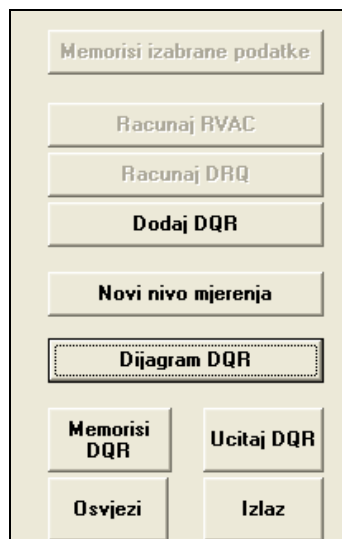 Memorisi izabrane podatke
Racunaj RVAC
Racunaj DRQ
Dodaj DQR
Novi nivo mjerenja
Dijagram DQR
Memorisi
DQR
Ucitaj DQR
Osvjezi
Izlaz